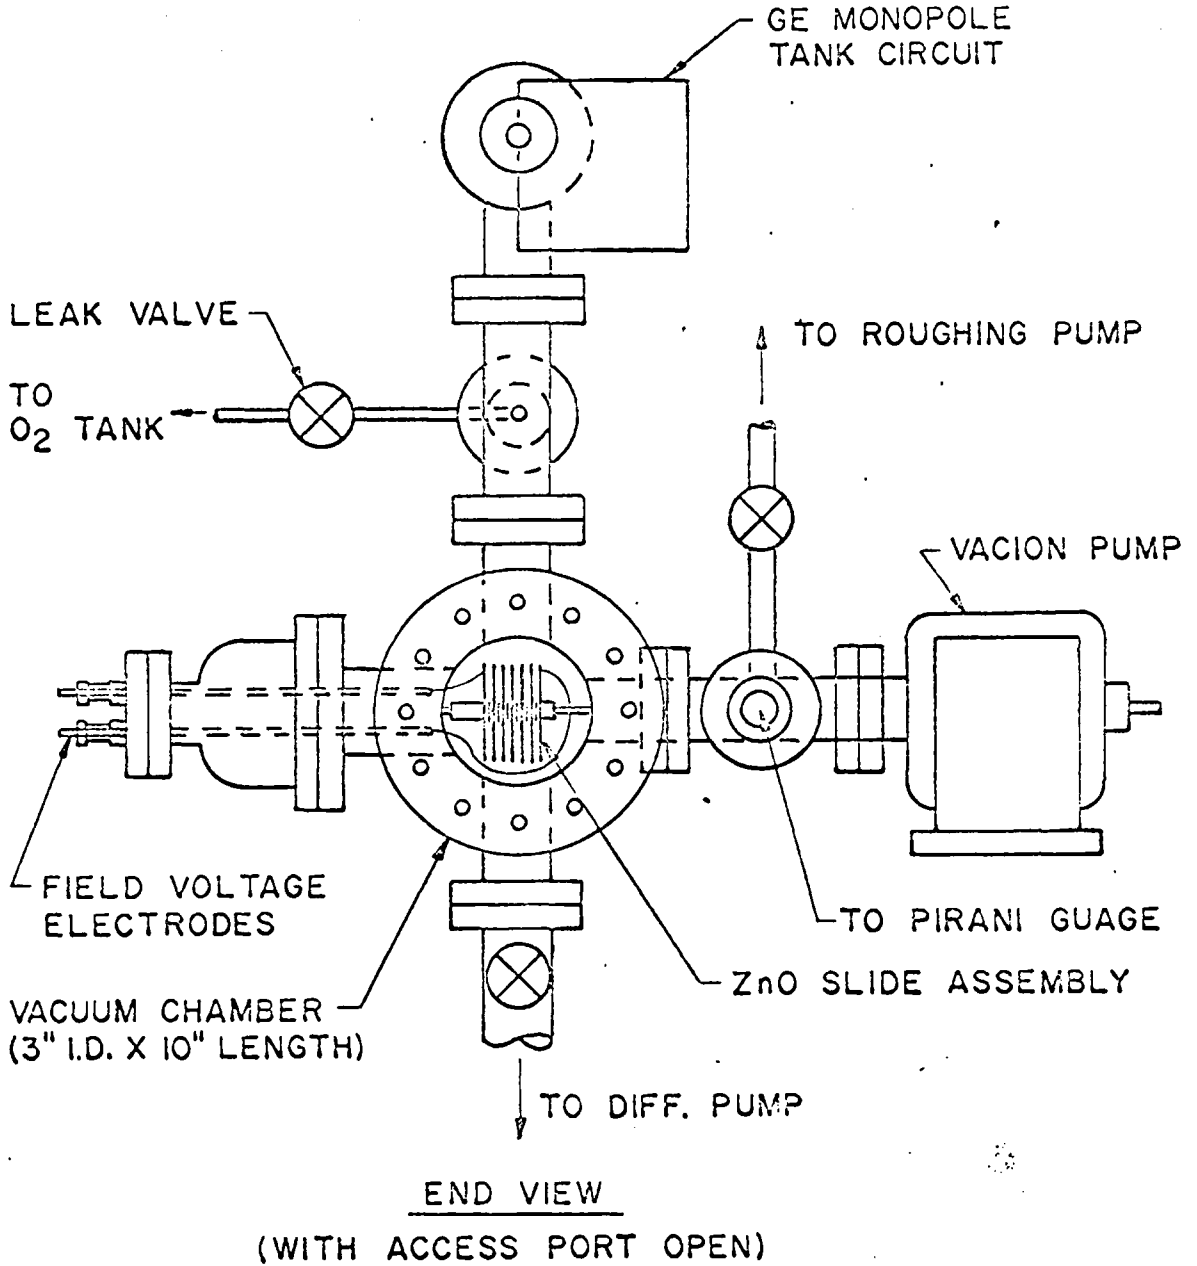 GE MONOPOLE
TANK CIRCUIT
LEAK VALVE
TO ROUGHING PUMP
TO
O₂ TANK
VACION PUMP
FIELD VOLTAGE
ELECTRODES
TO PIRANI GUAGE
ZnO SLIDE ASSEMBLY
VACUUM CHAMBER
(3" I.D. X 10" LENGTH)
TO DIFF. PUMP
END VIEW
(WITH ACCESS PORT OPEN)